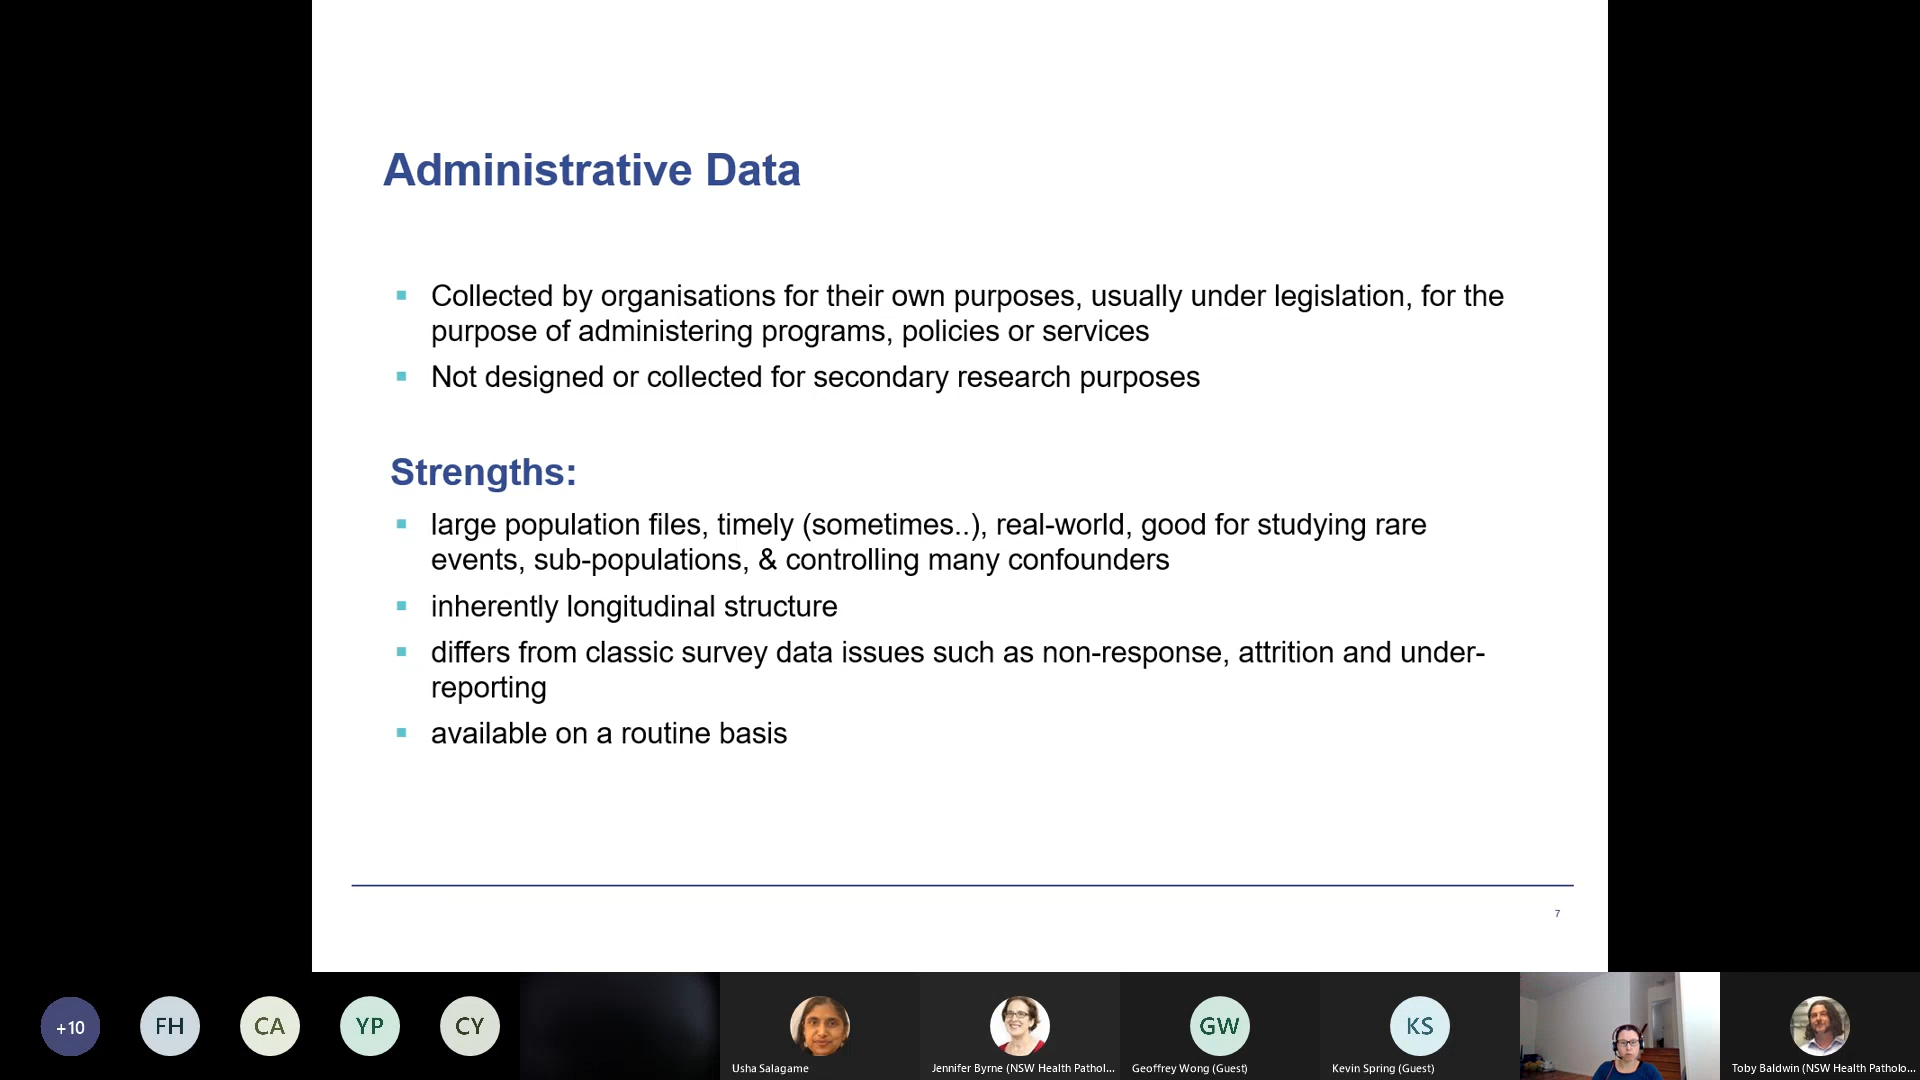 Administrative Data
Collected by organisations for their own purposes, usually under legislation, for the
purpose of administering programs, policies or services
Not designed or collected for secondary research purposes
Strengths:
large population files, timely (sometimes..), real-world, good for studying rare
events, sub-populations, & controlling many confounders
inherently longitudinal structure
differs from classic survey data issues such as non-response, attrition and under-
reporting
available on a routine basis
7
+10
FH
CA
YP
CY
GW
KS
Usha Salagame
Jennifer Byrne (NSW Health Pathol...
Geoffrey Wong (Guest)
Kevin Spring (Guest)
Toby Baldwin (NSW Health Patholo...